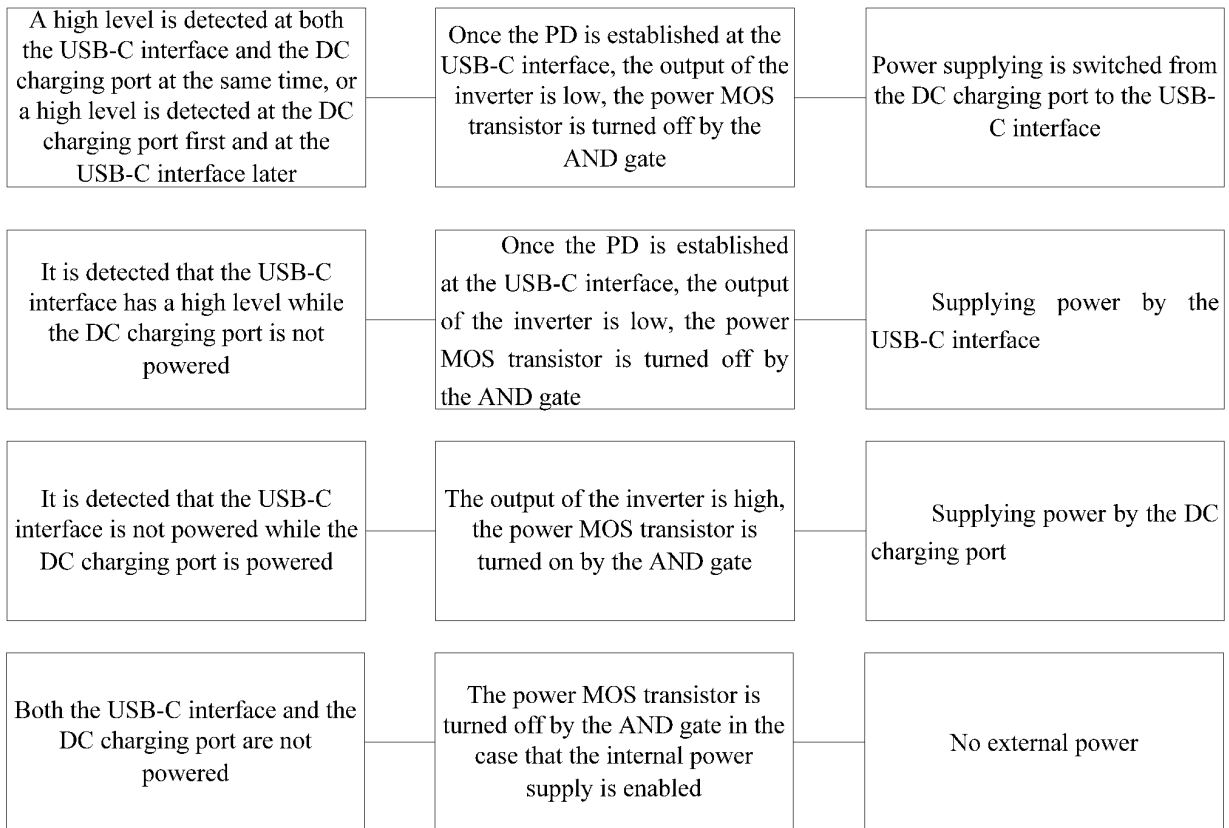 A high level is detected at both
the USB-C interface and the DC
charging port at the same time, or
a high level is detected at the DC
charging port first and at the
USB-C interface later
Once the PD is established at the
USB-C interface, the output of the
inverter is low, the power MOS
transistor is turned off by the
AND gate
Power supplying is switched from
the DC charging port to the USB-
C interface
It is detected that the USB-C
interface has a high level while
the DC charging port is not
powered
Once the PD is established
at the USB-C interface, the output
of the inverter is low, the power
MOS transistor is turned off by
the AND gate
Supplying power by the
USB-C interface
It is detected that the USB-C
interface is not powered while the
DC charging port is powered
The output of the inverter is high,
the power MOS transistor is
turned on by the AND gate
Supplying power by the DC
charging port
Both the USB-C interface and the
DC charging port are not
powered
The power MOS transistor is
turned off by the AND gate in the
case that the internal power
supply is enabled
No external power